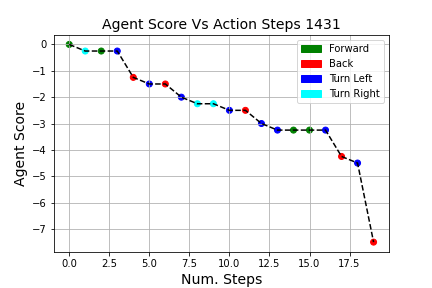 Agent Score Vs Action Steps 1431
Forward
Back
Turn Left
Turn Right
Agent Score
0
−1
−2
−3
−4
−5
−6
−7
0.0 2.5 5.0 7.5 10.0 12.5 15.0 17.5
Num. Steps